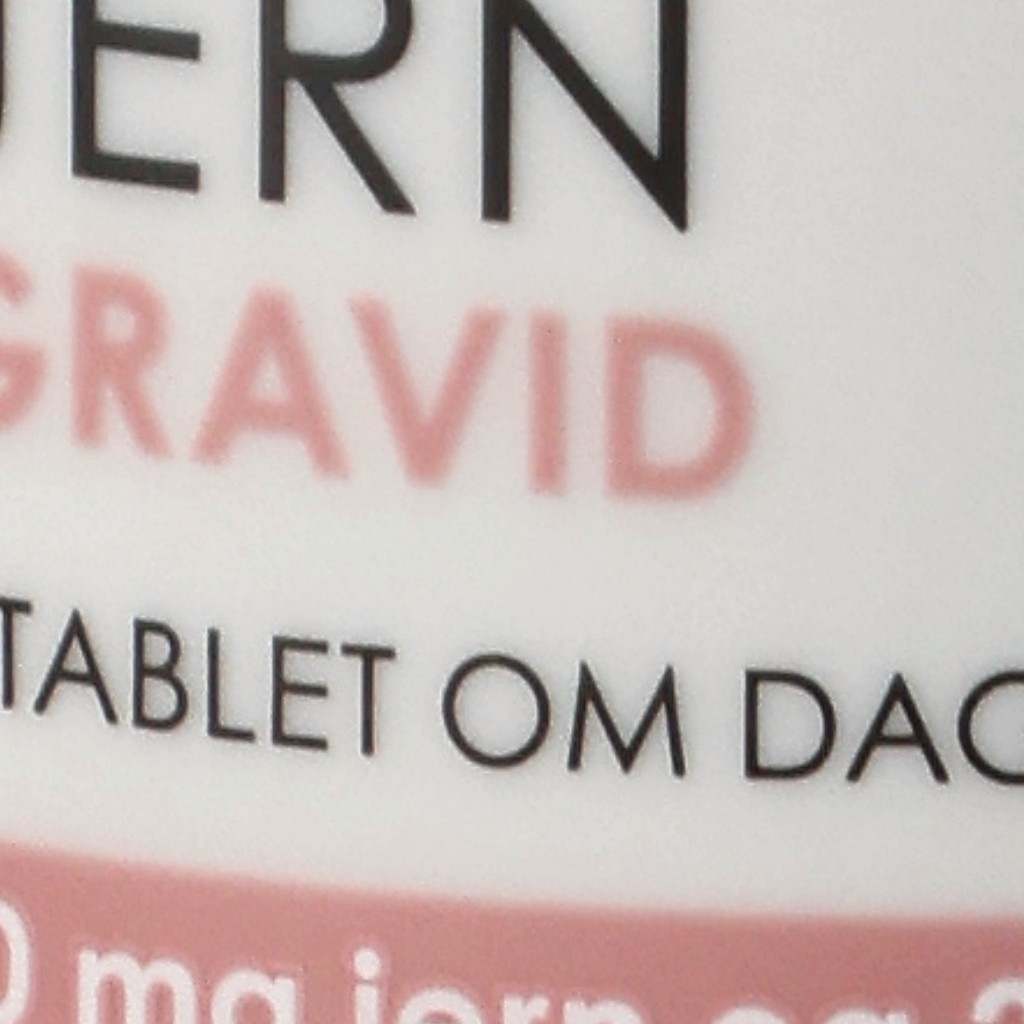 JERN
GRAVID
TABLET OM DAG
mg jern og